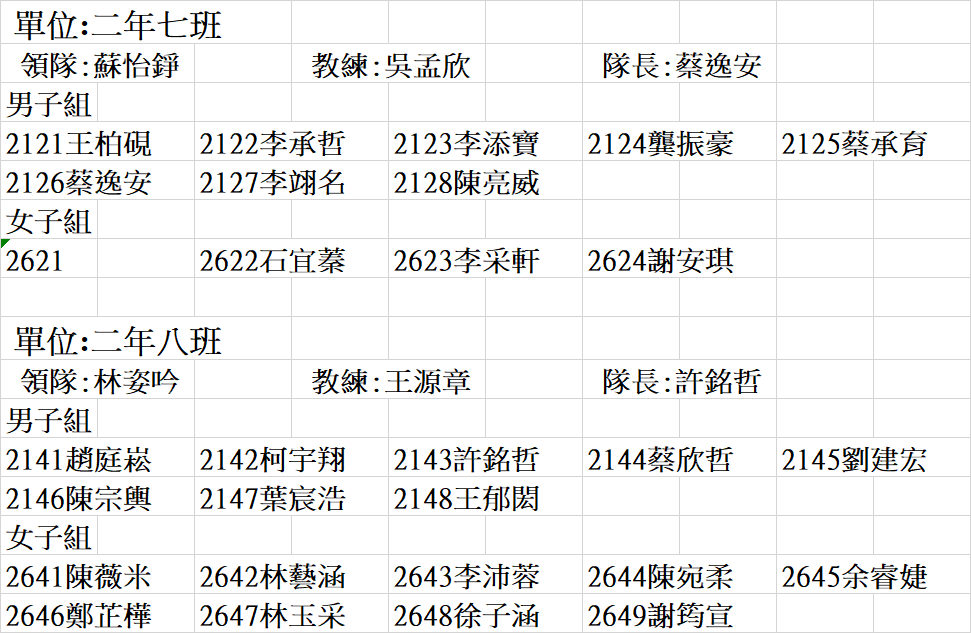 單位:二年七班
領隊:蘇怡錚 教練:吳孟欣 隊長:蔡逸安
男子組
2121王柏硯 2122李承哲 2123李添寶 2124龔振豪 2125蔡承育
2126蔡逸安 2127李翊名 2128陳亮威
女子組
2621 2622石宜蓁 2623李采軒 2624謝安琪
單位:二年八班
領隊:林姿吟 教練:王源章 隊長:許銘哲
男子組
2141趙庭崧 2142柯宇翔 2143許銘哲 2144蔡欣哲 2145劉建宏
2146陳宗輿 2147葉宸浩 2148王郁閎
女子組
2641陳薇米 2642林藝涵 2643李沛蓉 2644陳宛柔 2645余睿婕
2646鄭芷樺 2647林玉采 2648徐子涵 2649謝筠宣